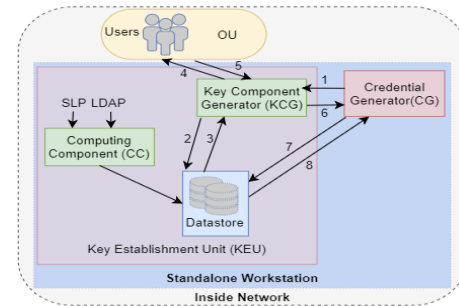 Users
OU
4
5
SLP LDAP
Key Component
Generator (KCG)
1
6
Credential
Generator(CG)
Computing
Component (CC)
2
3
7
8
Datastore
Key Establishment Unit (KEU)
Standalone Workstation
Inside Network